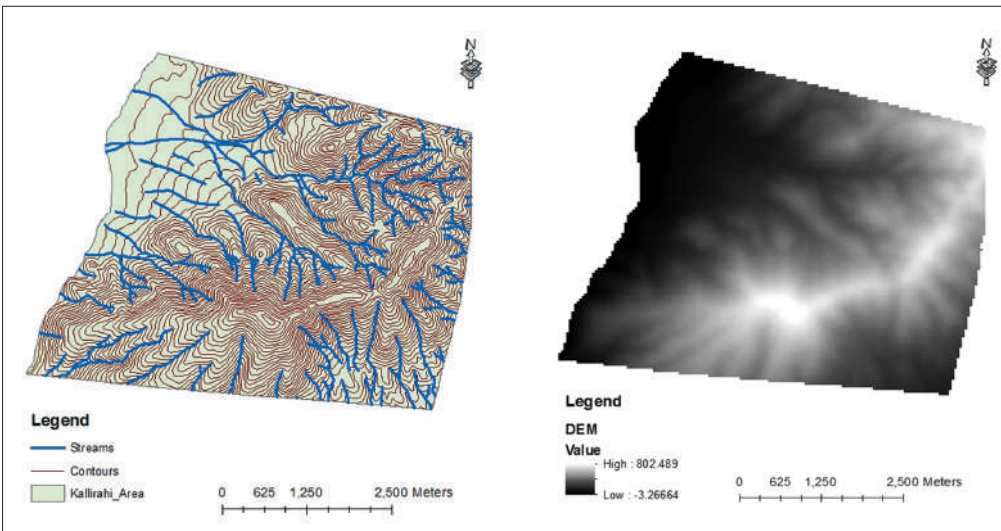 N
N
Legend
Streams
Contours
Kallirahi_Area
0 625 1,250 2,500 Meters
Legend
DEM
Value
High : 802.489
Low : -3.26664
0 625 1,250 2,500 Meters